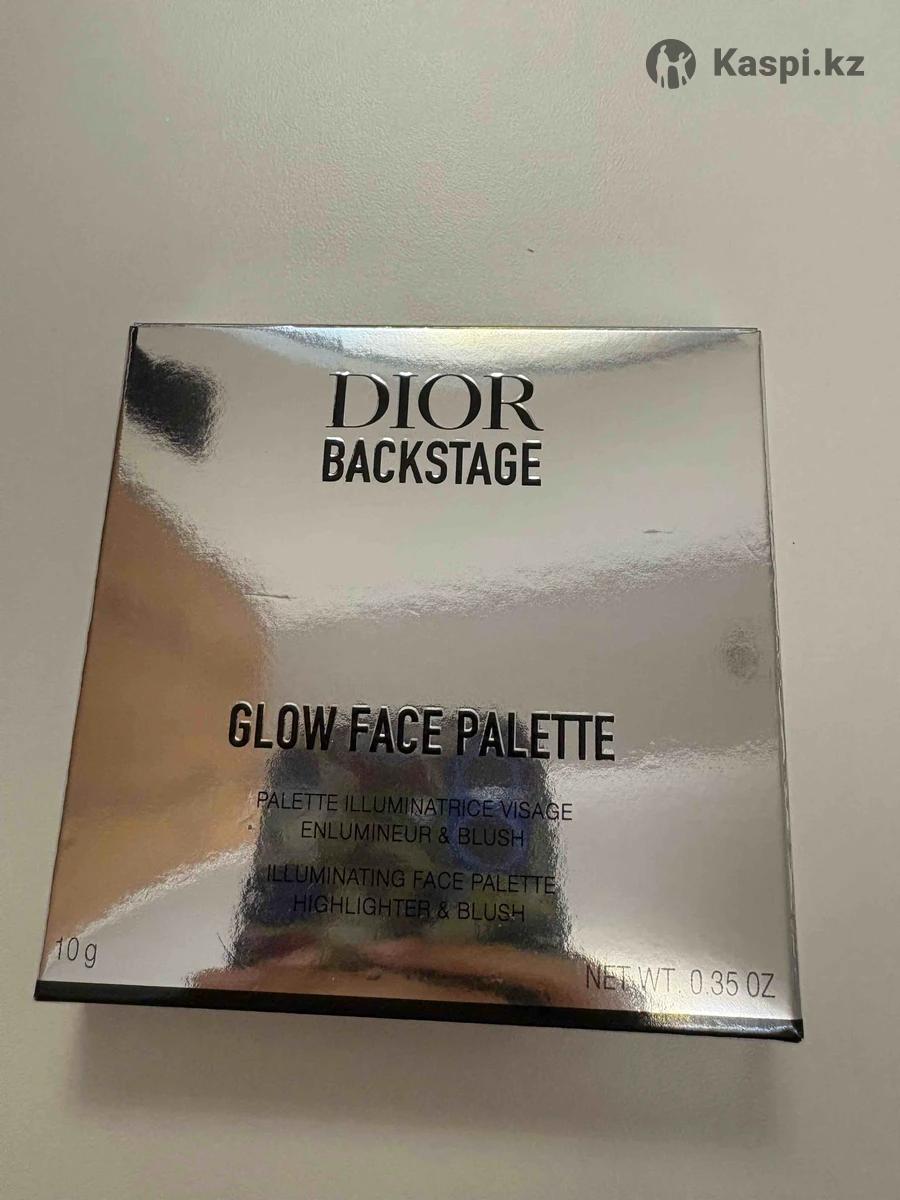 Kaspi.kz
DIOR
BACKSTAGE
GLOW FACE PALETTE
PALETTE ILLUMINATRICE VISAGE
ENLUMINEUR & BLUSH
ILLUMINATING FACE PALETTE
HIGHLIGHTER & BLUSH
10 g
NET WT. 0.35 OZ